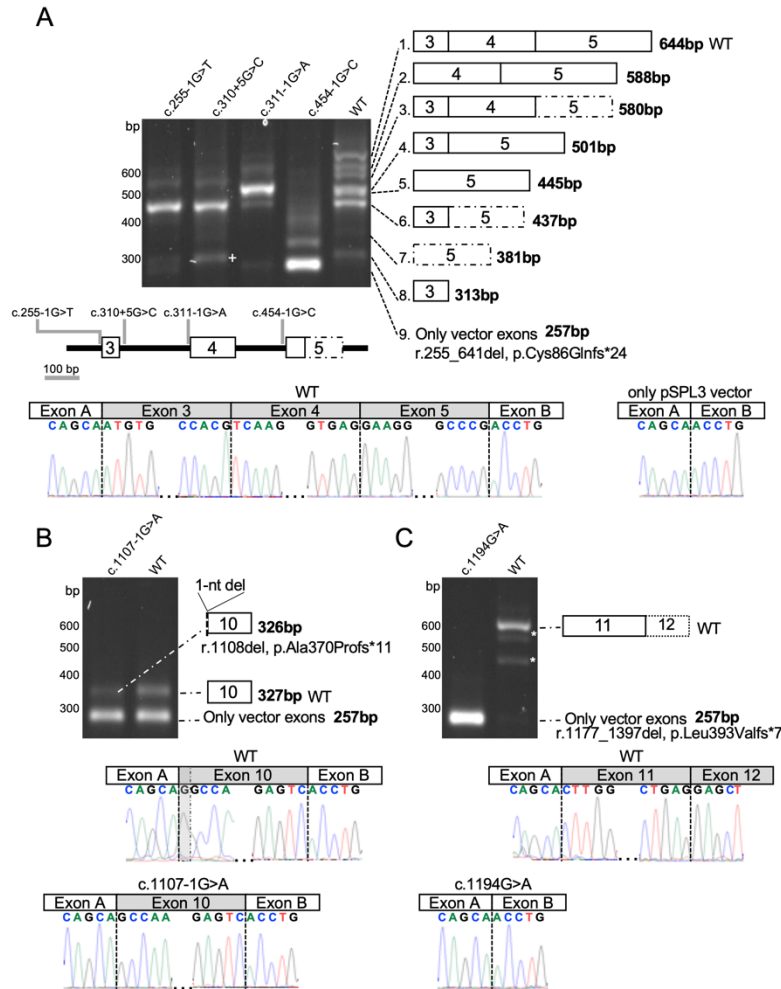 A
c.255-1G>T
c.310+5G>C
c.311-1G>A
c.454-1G>C
WT
bp
600
500
400
300
+
1. 3 4 5 644bp WT
2. 4 5 588bp
3. 3 4 5 580bp
4. 3 5 501bp
5. 5 445bp
6. 3 5 437bp
7. 5 381bp
8. 3 313bp
9. Only vector exons 257bp
r.255_641del, p.Cys86Glnfs*24
c.255-1G>T c.310+5G>C c.311-1G>A c.454-1G>C
3 4 5
100 bp
WT
Exon A Exon 3 Exon 4 Exon 5 Exon B
CAGCAATGTG CCACGTCAAG GTGAGGAAGG GCCCGACCTG
only pSPL3 vector
Exon A Exon B
CAGCAACCTG
B
c.1107-1G>A
WT
bp
600
500
400
300
1-nt del
10 326bp
r.1108del, p.Ala370Profs*11
10 327bp WT
Only vector exons 257bp
WT
Exon A Exon 10 Exon B
CAGCAGGCCA GAGTCACCTG
c.1107-1G>A
Exon A Exon 10 Exon B
CAGCAGCCAA GAGTCACCTG
C
c.1194G>A
WT
bp
600
500
400
300
*
*
11 12 WT
Only vector exons 257bp
r.1177_1397del, p.Leu393Valfs*7
WT
Exon A Exon 11 Exon 12
CAGCACTTGG CTGAGGAGCT
c.1194G>A
Exon A Exon B
CAGCAACCTG